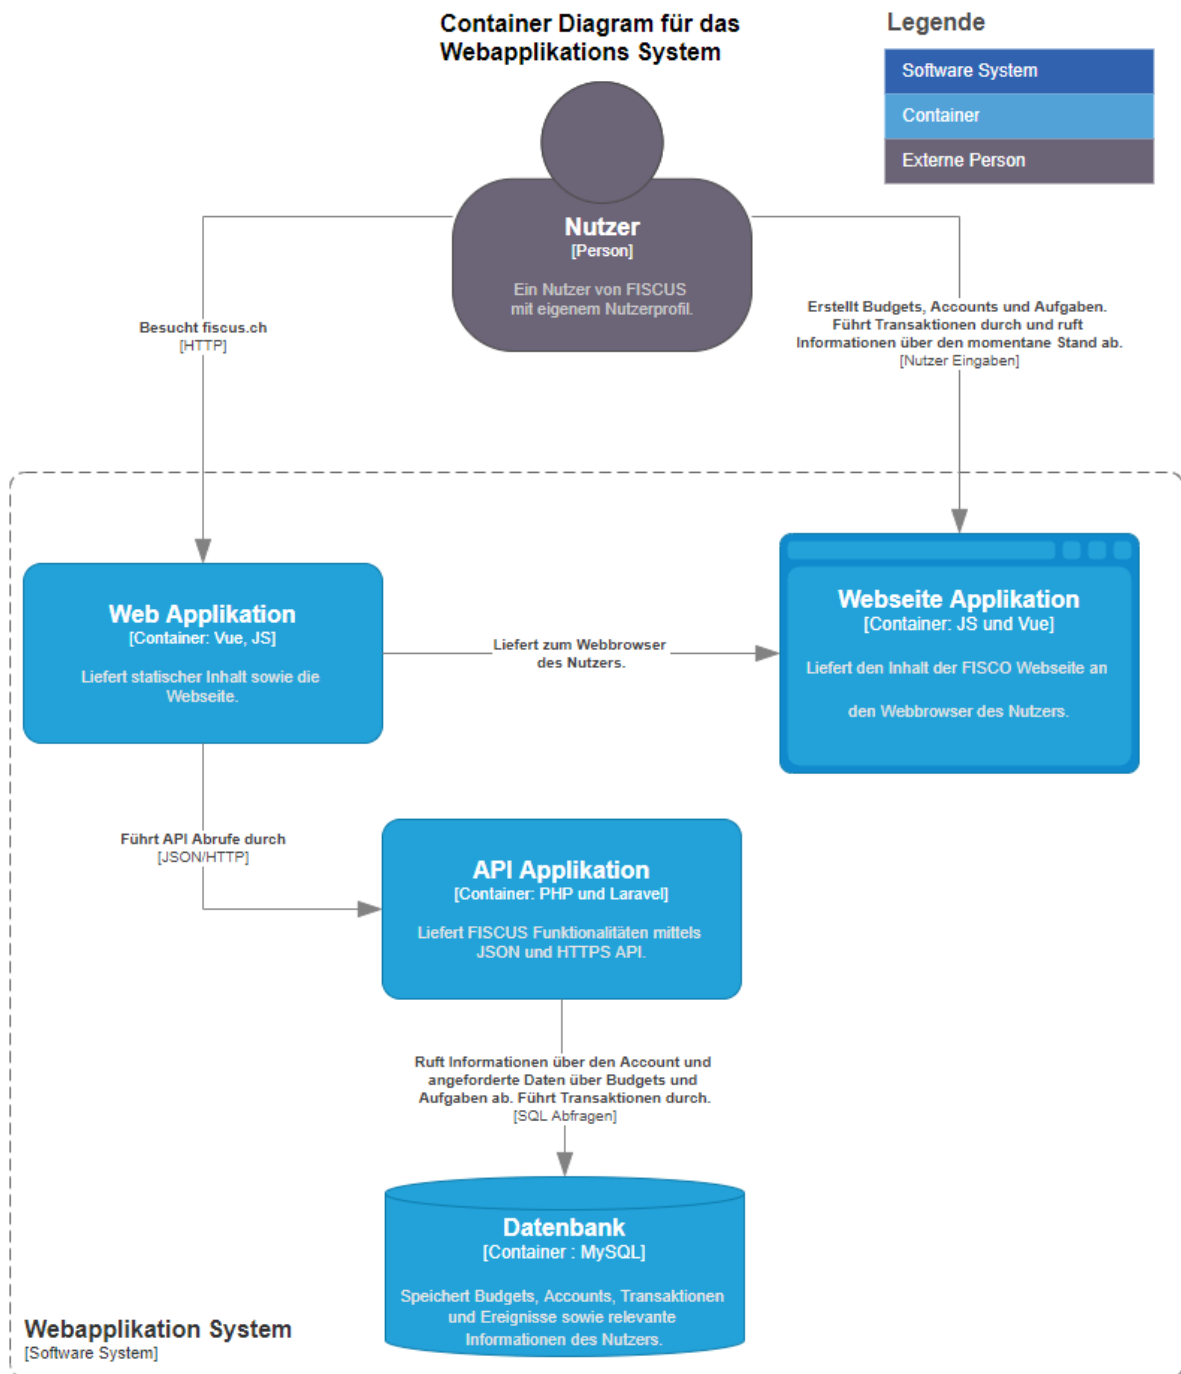 Container Diagram für das
Webapplikations System
Legende
Software System
Container
Externe Person
Nutzer
[Person]
Ein Nutzer von FISCUS
mit eigenem Nutzerprofil.
Besucht fiscus.ch
[HTTP]
Erstellt Budgets, Accounts und Aufgaben.
Führt Transaktionen durch und ruft
Informationen über den momentane Stand ab.
[Nutzer Eingaben]
Web Applikation
[Container: Vue, JS]
Liefert statischer Inhalt sowie die
Webseite.
Liefert zum Webbrowser
des Nutzers.
Webseite Applikation
[Container: JS und Vue]
Liefert den Inhalt der FISCO Webseite an
den Webbrowser des Nutzers.
Führt API Abrufe durch
[JSON/HTTP]
API Applikation
[Container: PHP und Laravel]
Liefert FISCUS Funktionalitäten mittels
JSON und HTTPS API.
Ruft Informationen über den Account und
angeforderte Daten über Budgets und
Aufgaben ab. Führt Transaktionen durch.
[SQL Abfragen]
Datenbank
[Container : MySQL]
Speichert Budgets, Accounts, Transaktionen
und Ereignisse sowie relevante
Informationen des Nutzers.
Webapplikation System
[Software System]